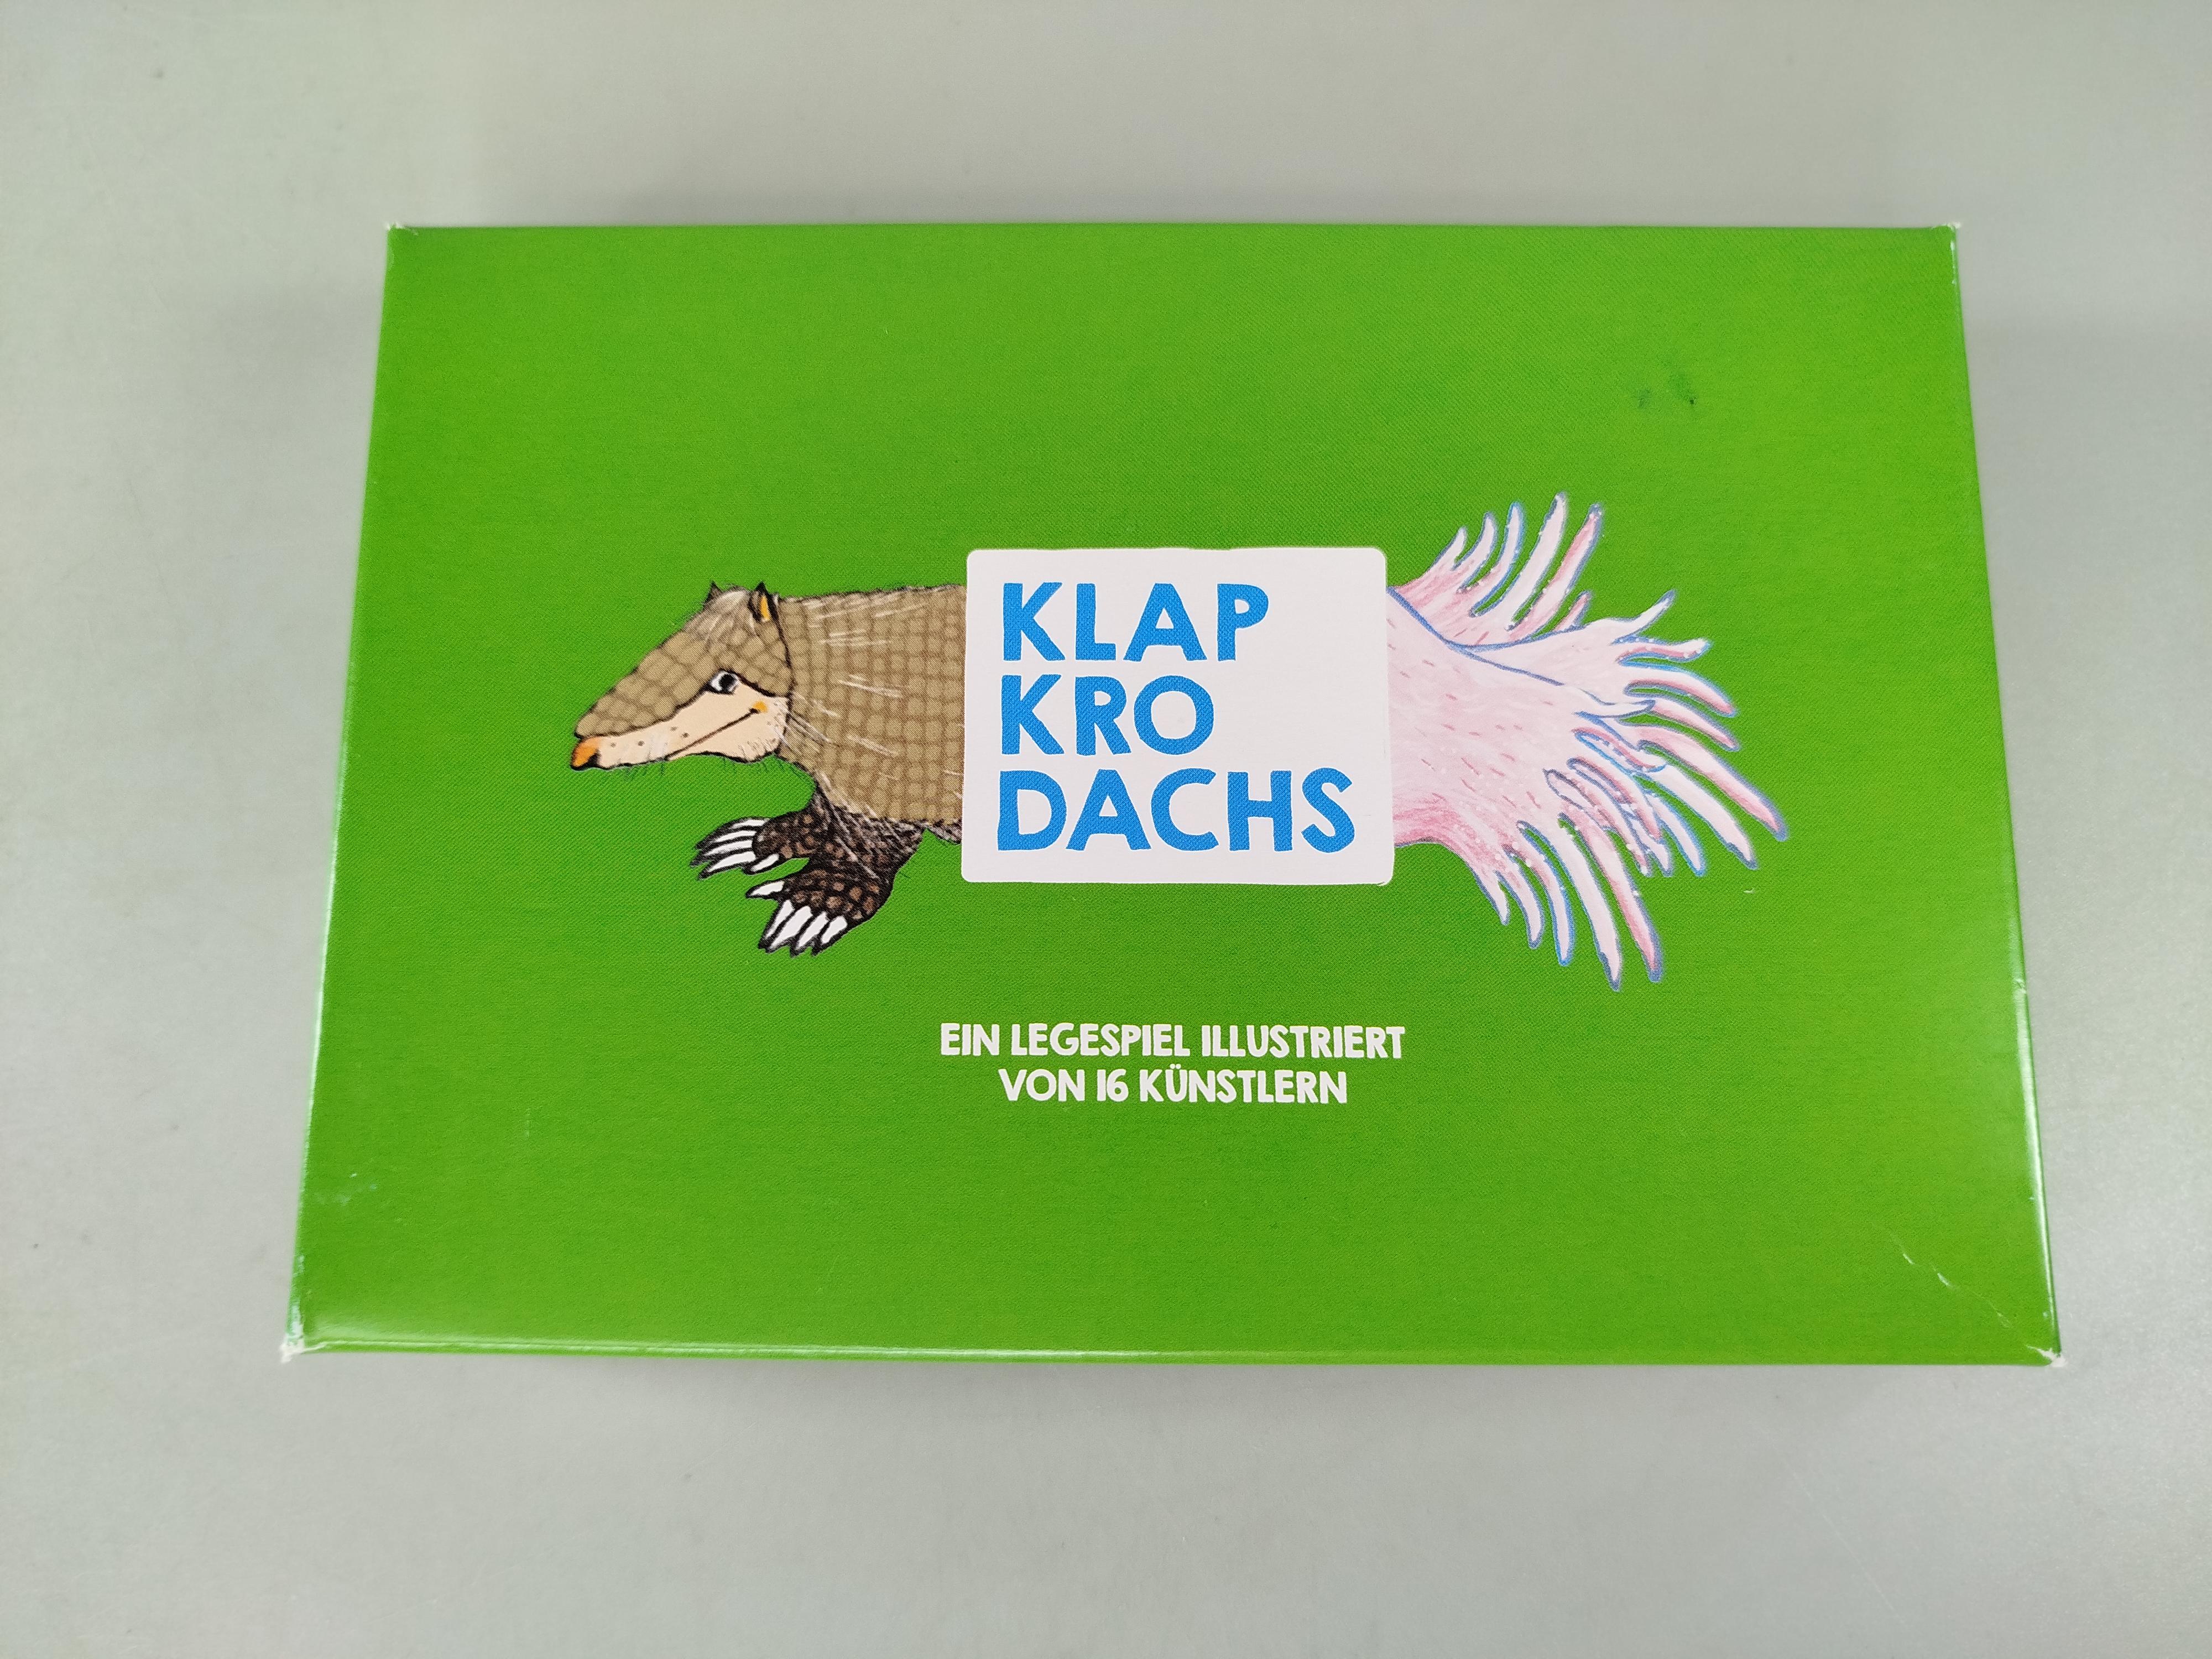 KLAP
KRO
DACHS
EIN LEGESPIEL ILLUSTRIERT
VON 16 KÜNSTLERN